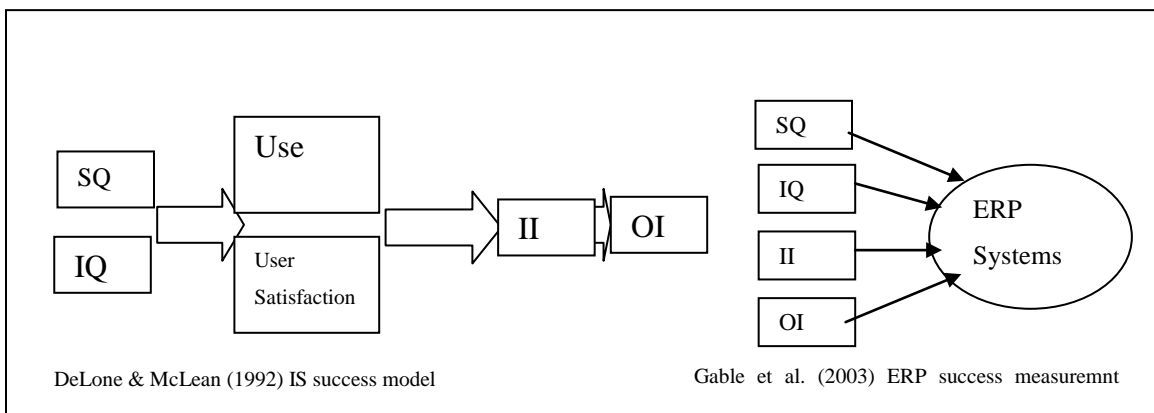 SQ
IQ
Use
User
Satisfaction
II
OI
DeLone & McLean (1992) IS success model
SQ
IQ
II
OI
ERP
Systems
Gable et al. (2003) ERP success measuremnt